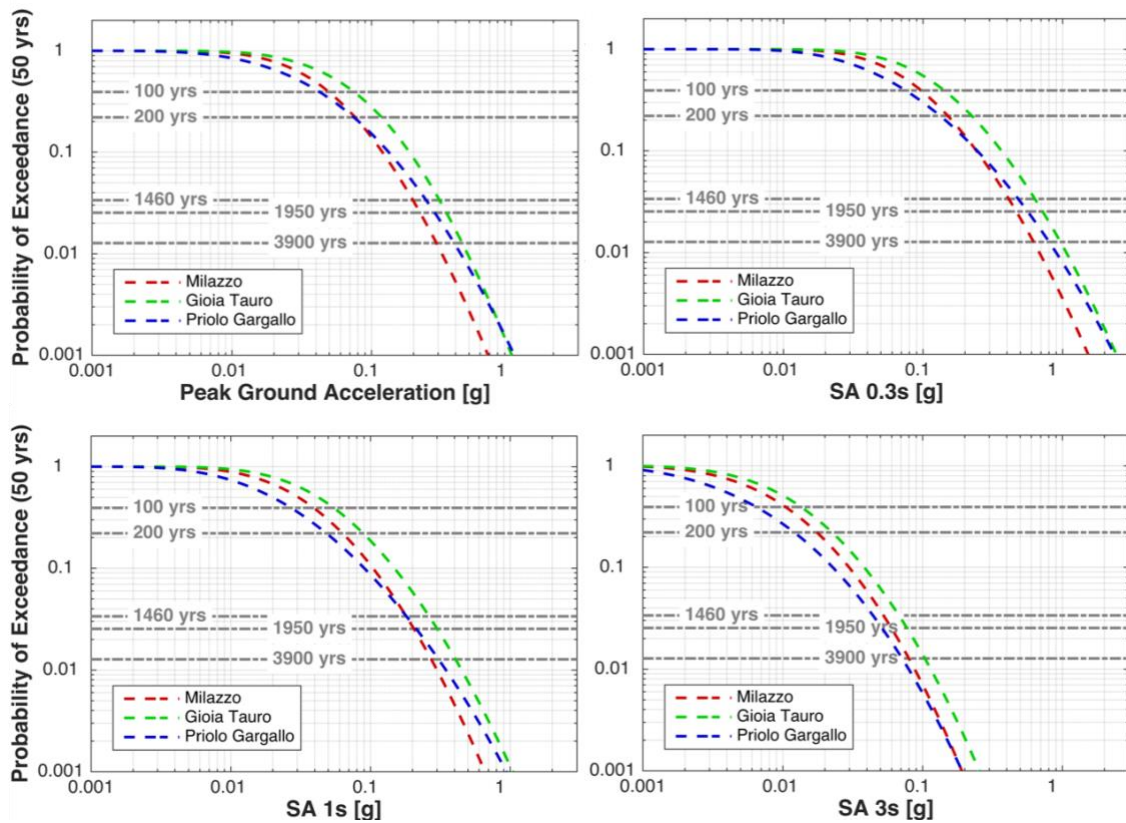 Probability of Exceedance (50 yrs)
1
0.1
0.01
0.001
100 yrs
200 yrs
1460 yrs
1950 yrs
3900 yrs
Milazzo
Gioia Tauro
Priolo Gargallo
0.001 0.01 0.1 1
Peak Ground Acceleration [g]
1
0.1
0.01
0.001
100 yrs
200 yrs
1460 yrs
1950 yrs
3900 yrs
Milazzo
Gioia Tauro
Priolo Gargallo
0.001 0.01 0.1 1
SA 0.3s [g]
Probability of Exceedance (50 yrs)
1
0.1
0.01
0.001
100 yrs
200 yrs
1460 yrs
1950 yrs
3900 yrs
Milazzo
Gioia Tauro
Priolo Gargallo
0.001 0.01 0.1 1
SA 1s [g]
1
0.1
0.01
0.001
100 yrs
200 yrs
1460 yrs
1950 yrs
3900 yrs
Milazzo
Gioia Tauro
Priolo Gargallo
0.001 0.01 0.1 1
SA 3s [g]